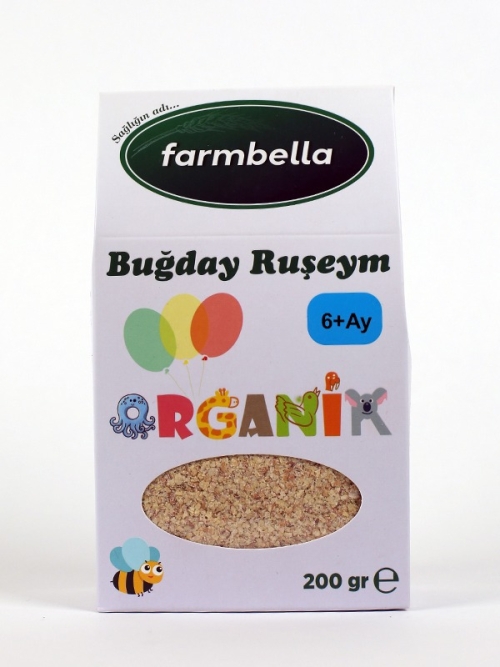 Sağlığın adı...
farmbella
Buğday Ruşeym
6+Ay
ORGANİK
200 gr ℮